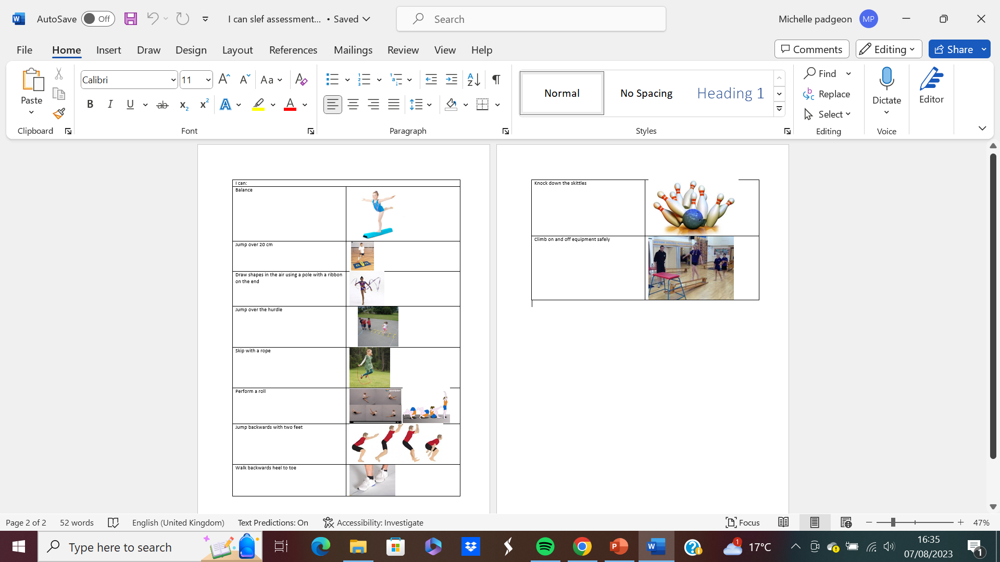 AutoSave Off I can slef assessment... • Saved Search Michelle padgeon MP
File Home Insert Draw Design Layout References Mailings Review View Help Comments Editing Share
Paste Calibri 11 Aa Normal No Spacing Heading 1 Find Replace Select Dictate Editor
Clipboard Font Paragraph Styles Editing Voice
I can:
Balance
Jump over 20 cm
Draw shapes in the air using a pole with a ribbon
on the end
Jump over the hurdle
Skip with a rope
Perform a roll
Jump backwards with two feet
Walk backwards heel to toe
Knock down the skittles
Climb on and off equipment safely
Page 2 of 2 52 words English (United Kingdom) Text Predictions: On Accessibility: Investigate Focus 47%
Type here to search 1 17°C 16:35
07/08/2023 1